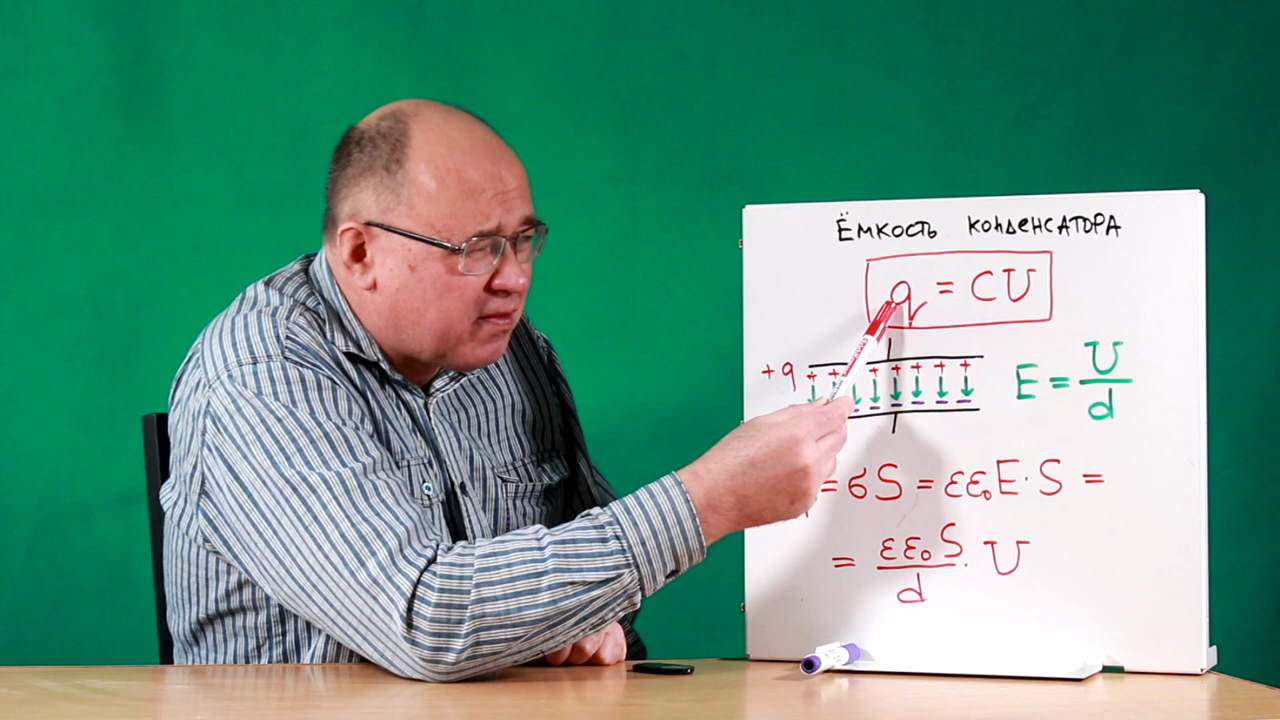 Ёмкость конденсатора
q = CU
+q + + + + + + +
E = U/d
= σS = εε₀E·S =
= εε₀S/d · U